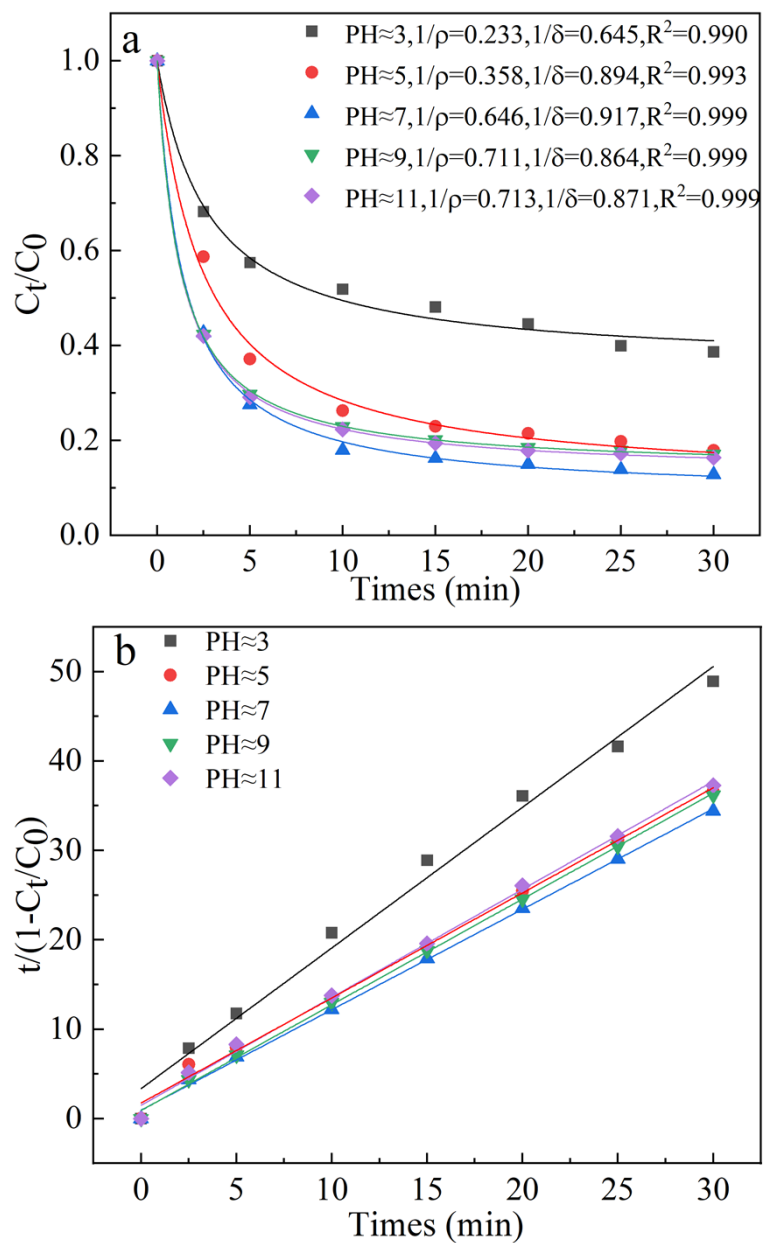 a
PH≈3,1/ρ=0.233,1/δ=0.645,R²=0.990
PH≈5,1/ρ=0.358,1/δ=0.894,R²=0.993
PH≈7,1/ρ=0.646,1/δ=0.917,R²=0.999
PH≈9,1/ρ=0.711,1/δ=0.864,R²=0.999
PH≈11,1/ρ=0.713,1/δ=0.871,R²=0.999
1.0
0.8
0.6
0.4
0.2
0.0
Cₜ/C₀
0 5 10 15 20 25 30
Times (min)
b
PH≈3
PH≈5
PH≈7
PH≈9
PH≈11
50
40
30
20
10
0
t/(1-Cₜ/C₀)
0 5 10 15 20 25 30
Times (min)